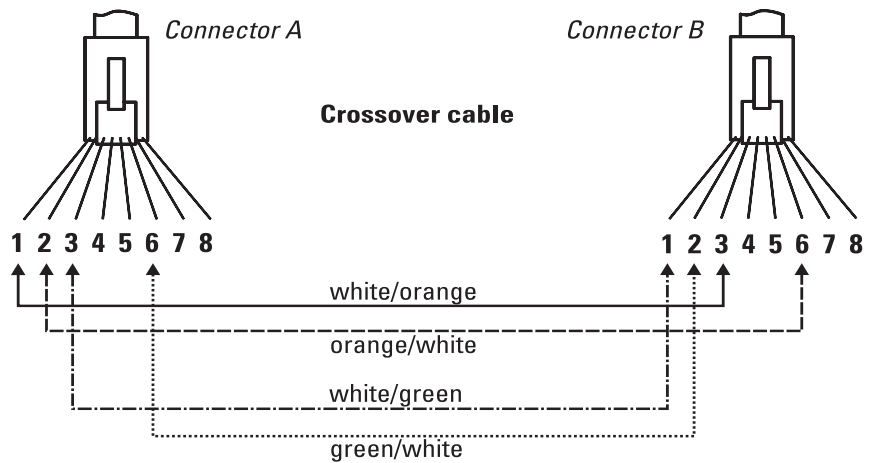 Connector A
Connector B
Crossover cable
1 2 3 4 5 6 7 8
1 2 3 4 5 6 7 8
white/orange
orange/white
white/green
green/white